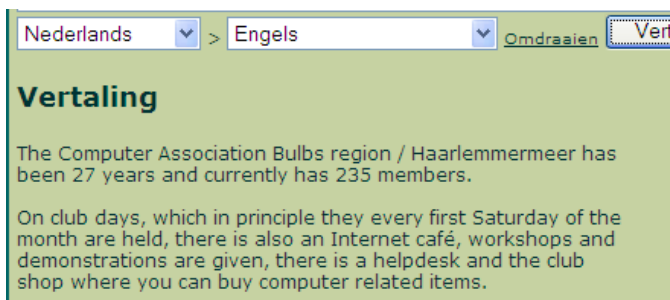 Nederlands > Engels Omdraaien
Vertaling
The Computer Association Bulbs region / Haarlemmermeer has
been 27 years and currently has 235 members.
On club days, which in principle they every first Saturday of the
month are held, there is also an Internet café, workshops and
demonstrations are given, there is a helpdesk and the club
shop where you can buy computer related items.